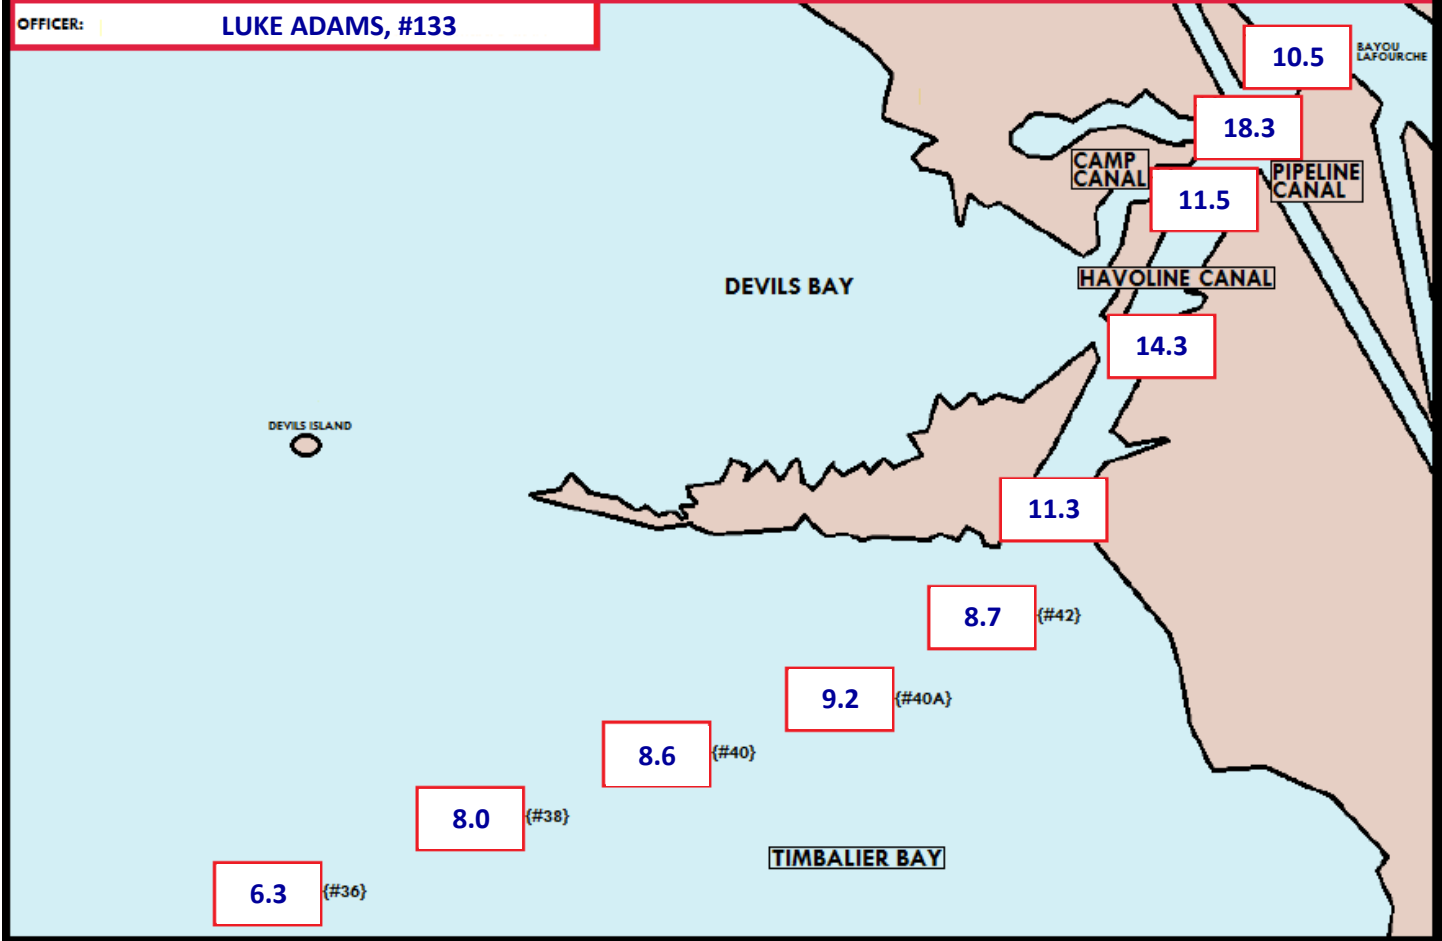 OFFICER: LUKE ADAMS, #133
10.5
BAYOU
LAFOURCHE
18.3
CAMP
CANAL
PIPELINE
CANAL
11.5
HAVOLINE CANAL
DEVILS BAY
14.3
DEVILS ISLAND
11.3
8.7 {#42}
9.2 {#40A}
8.6 {#40}
8.0 {#38}
TIMBALIER BAY
6.3 {#36}